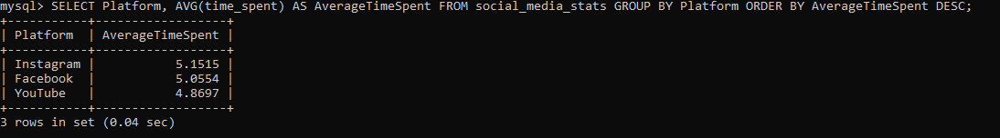 mysql> SELECT Platform, AVG(time_spent) AS AverageTimeSpent FROM social_media_stats GROUP BY Platform ORDER BY AverageTimeSpent DESC;
+-----------+------------------+
| Platform  | AverageTimeSpent |
+-----------+------------------+
| Instagram |           5.1515 |
| Facebook  |           5.0554 |
| YouTube   |           4.8697 |
+-----------+------------------+
3 rows in set (0.04 sec)